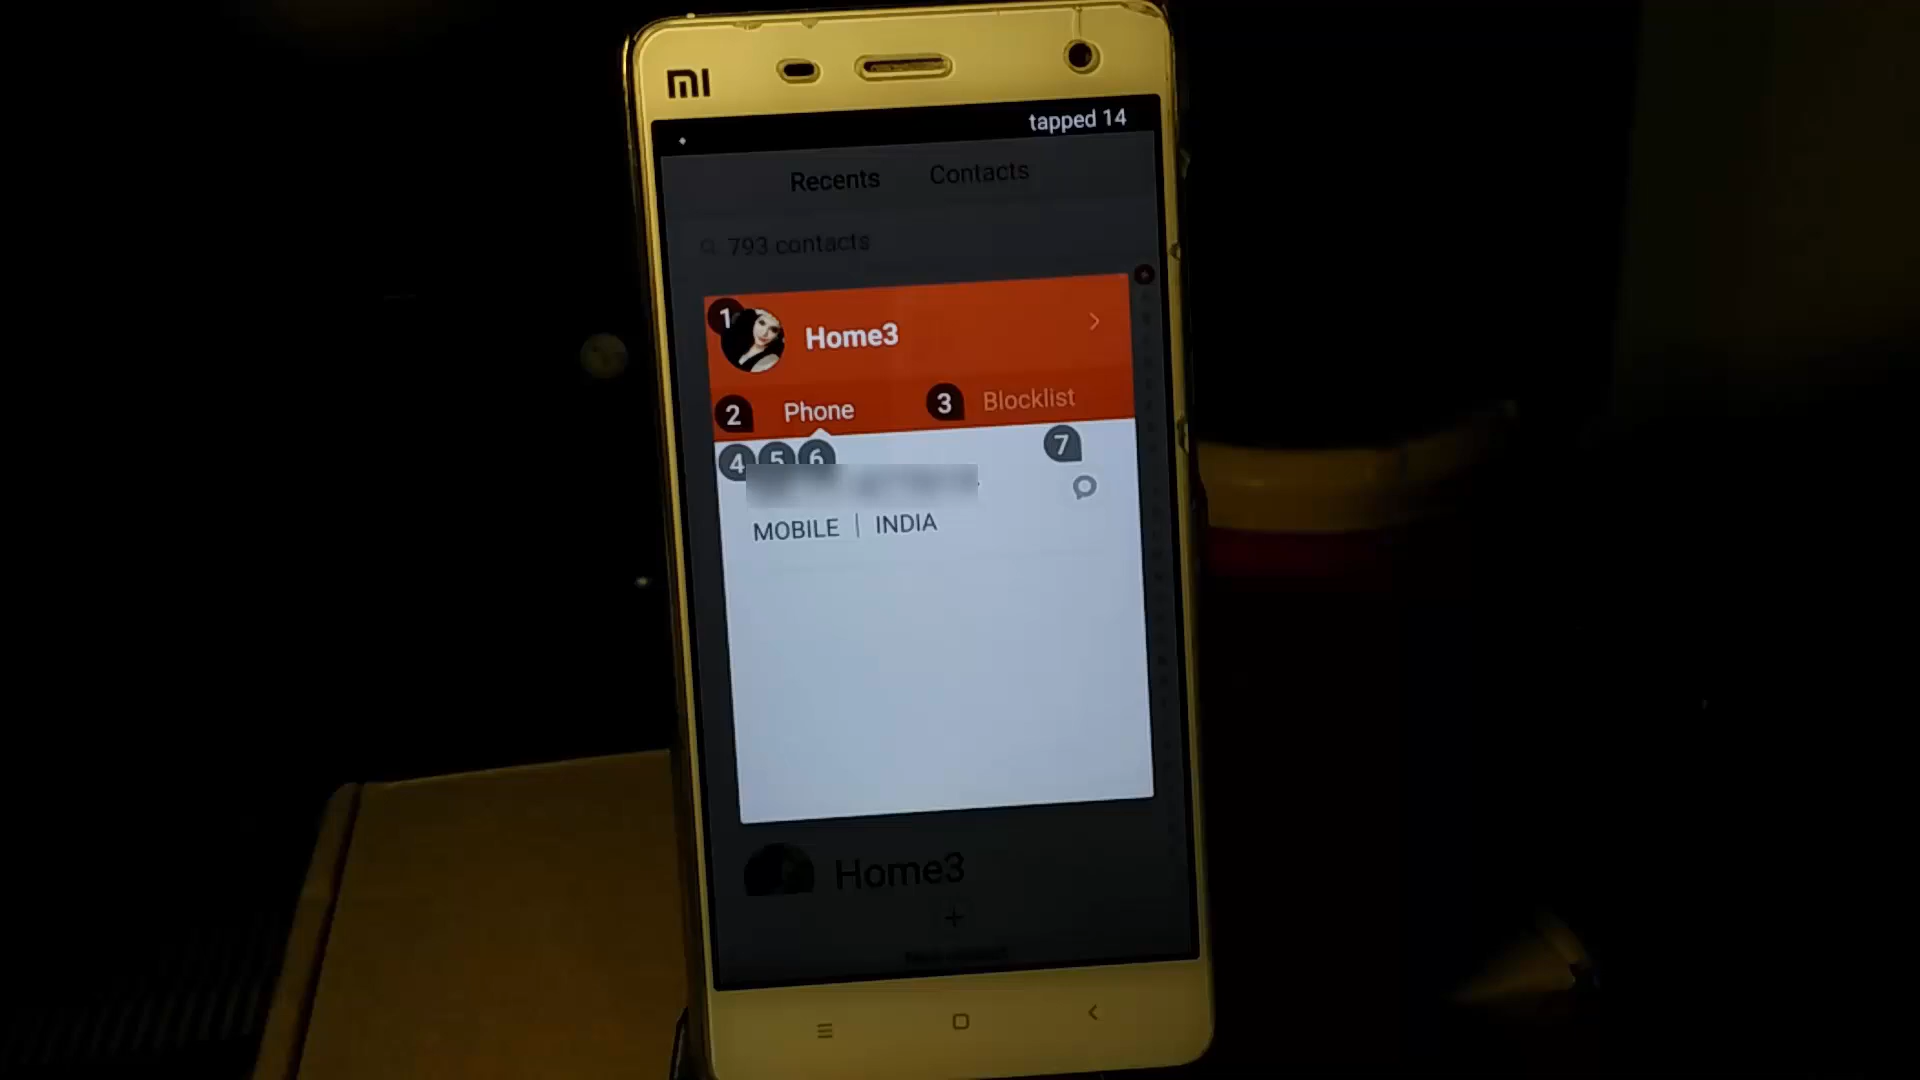 mi
tapped 14
Recents Contacts
793 contacts
1 Home3
2 Phone 3 Blocklist
4 5 6 7
MOBILE | INDIA
Home3